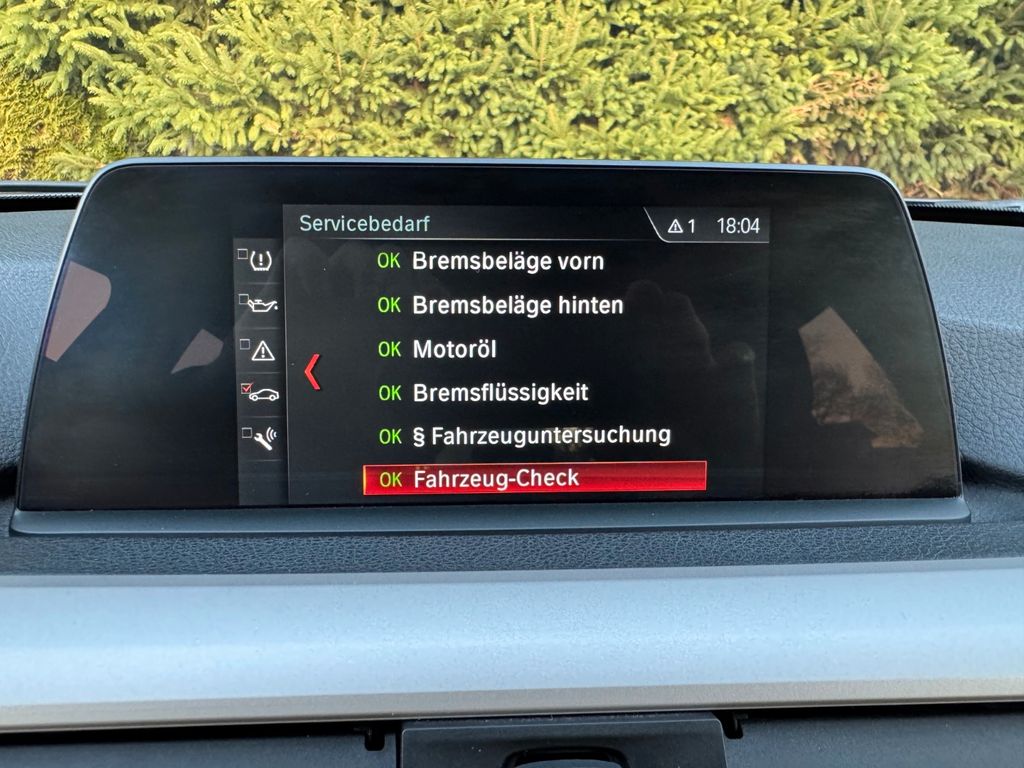 Servicebedarf
1 18:04
OK Bremsbeläge vorn
OK Bremsbeläge hinten
OK Motoröl
OK Bremsflüssigkeit
OK § Fahrzeuguntersuchung
OK Fahrzeug-Check